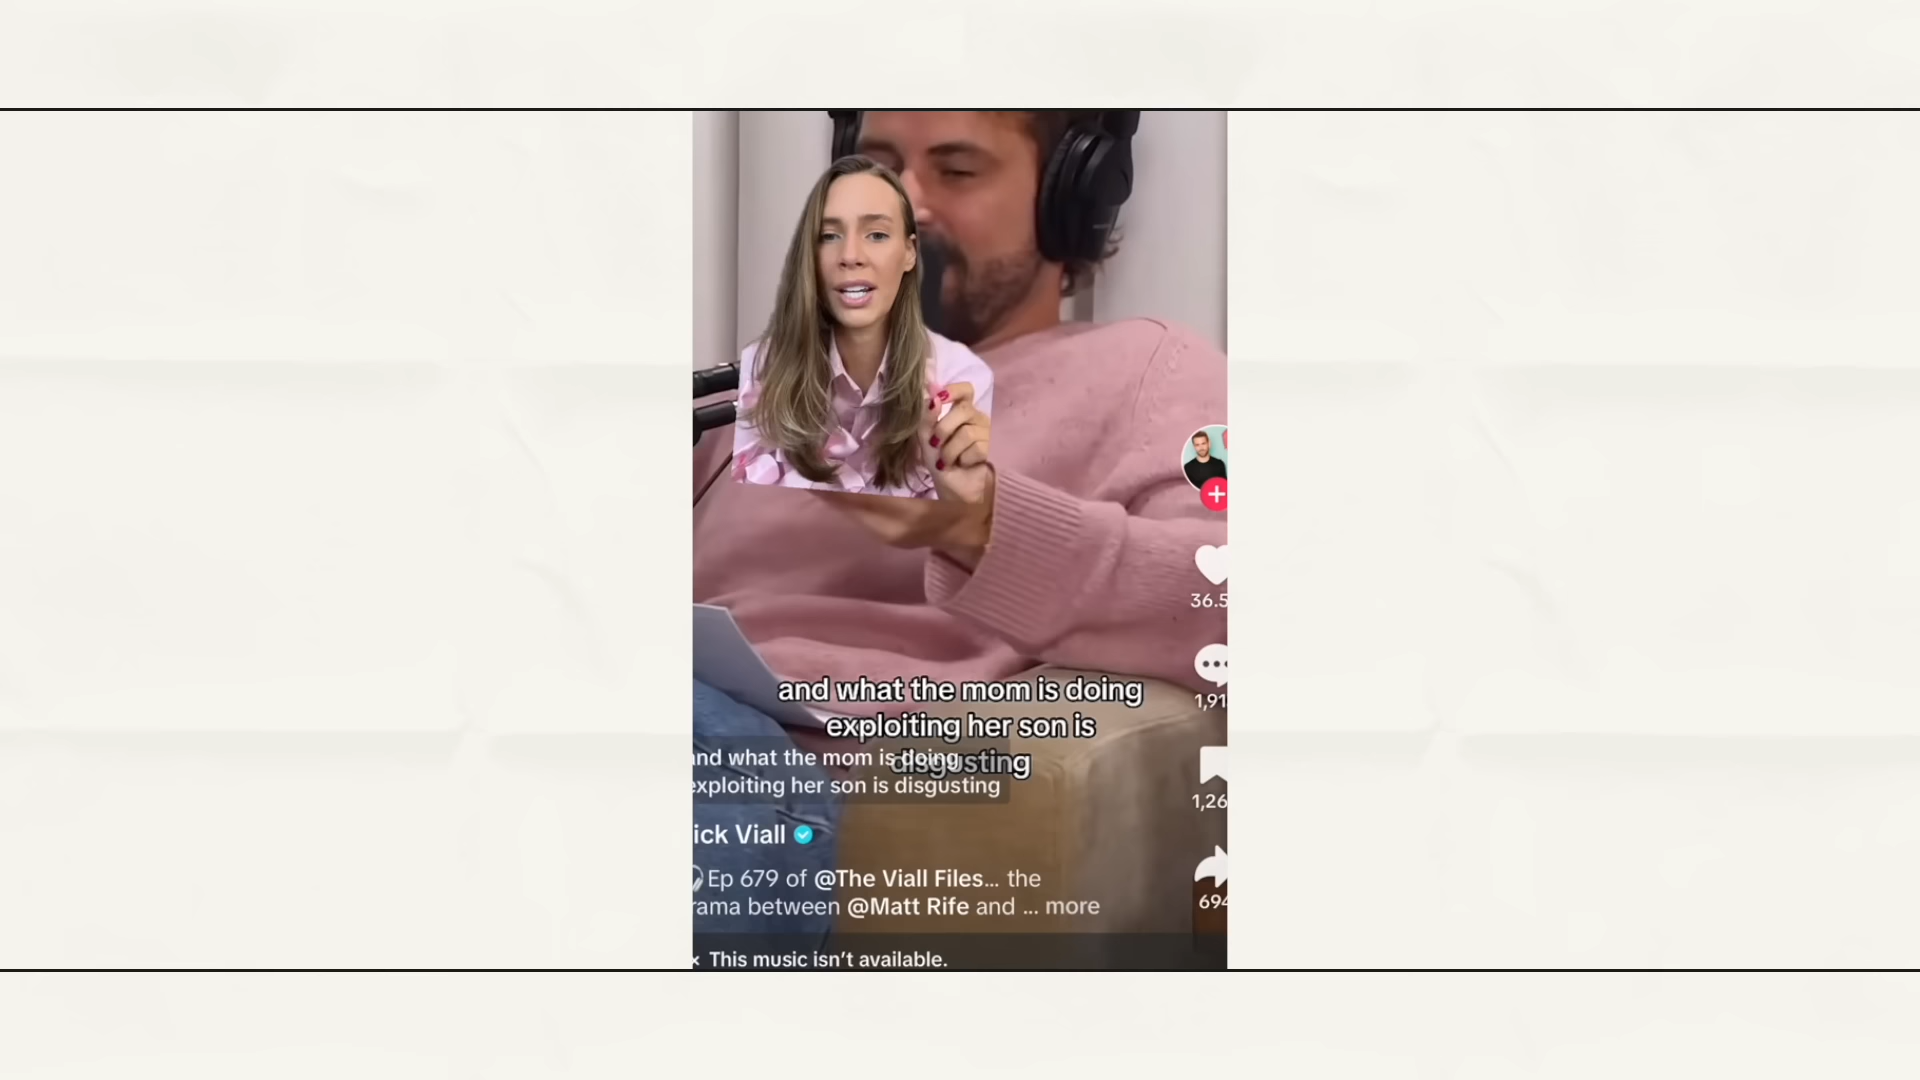 and what the mom is doing
exploiting her son is
disgusting
and what the mom is doing
exploiting her son is disgusting
ick Viall
Ep 679 of @The Viall Files... the
rama between @Matt Rife and ... more
This music isn't available.
36.5
1,91
1,26
694